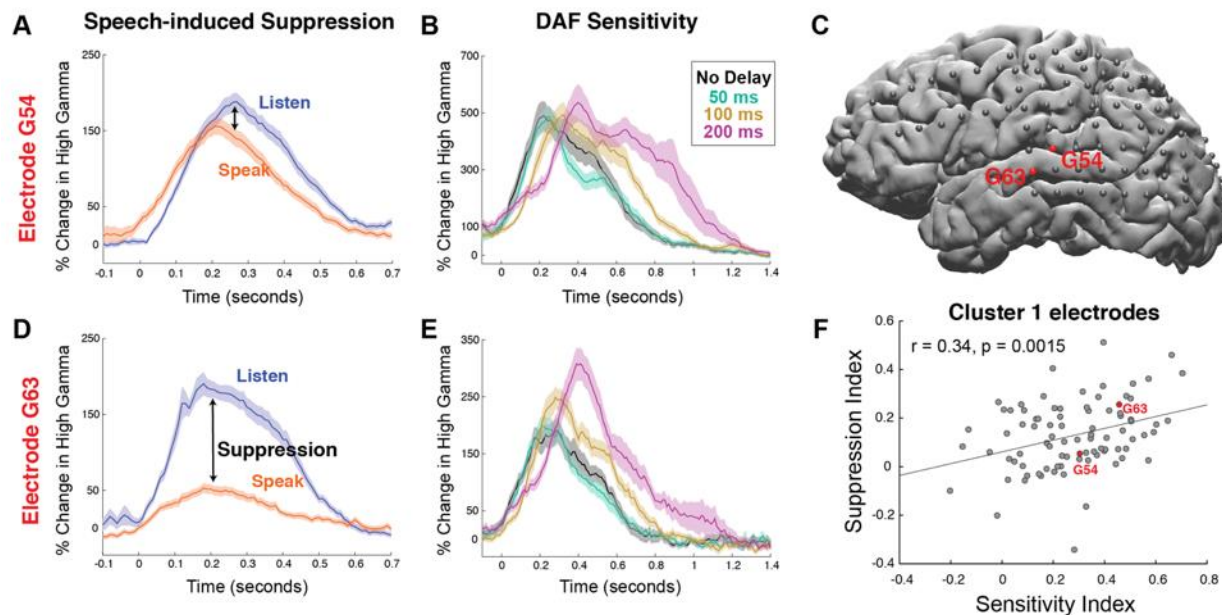 A
Speech-induced Suppression
Electrode G54
% Change in High Gamma
250
150
50
0
Listen
Speak
-0.1 0 0.1 0.2 0.3 0.4 0.5 0.6 0.7
Time (seconds)
B
DAF Sensitivity
% Change in High Gamma
700
500
300
100
0
No Delay
50 ms
100 ms
200 ms
0 0.2 0.4 0.6 0.8 1 1.2 1.4
Time (seconds)
C
G54
G63
D
Electrode G63
% Change in High Gamma
250
150
50
0
Listen
Suppression
Speak
-0.1 0 0.1 0.2 0.3 0.4 0.5 0.6 0.7
Time (seconds)
E
% Change in High Gamma
350
250
150
50
0
0 0.2 0.4 0.6 0.8 1 1.2 1.4
Time (seconds)
F
Cluster 1 electrodes
r = 0.34, p = 0.0015
Suppression Index
0.6
0.4
0.2
0
-0.2
-0.4
G63
G54
-0.4 -0.2 0 0.2 0.4 0.6 0.8
Sensitivity Index